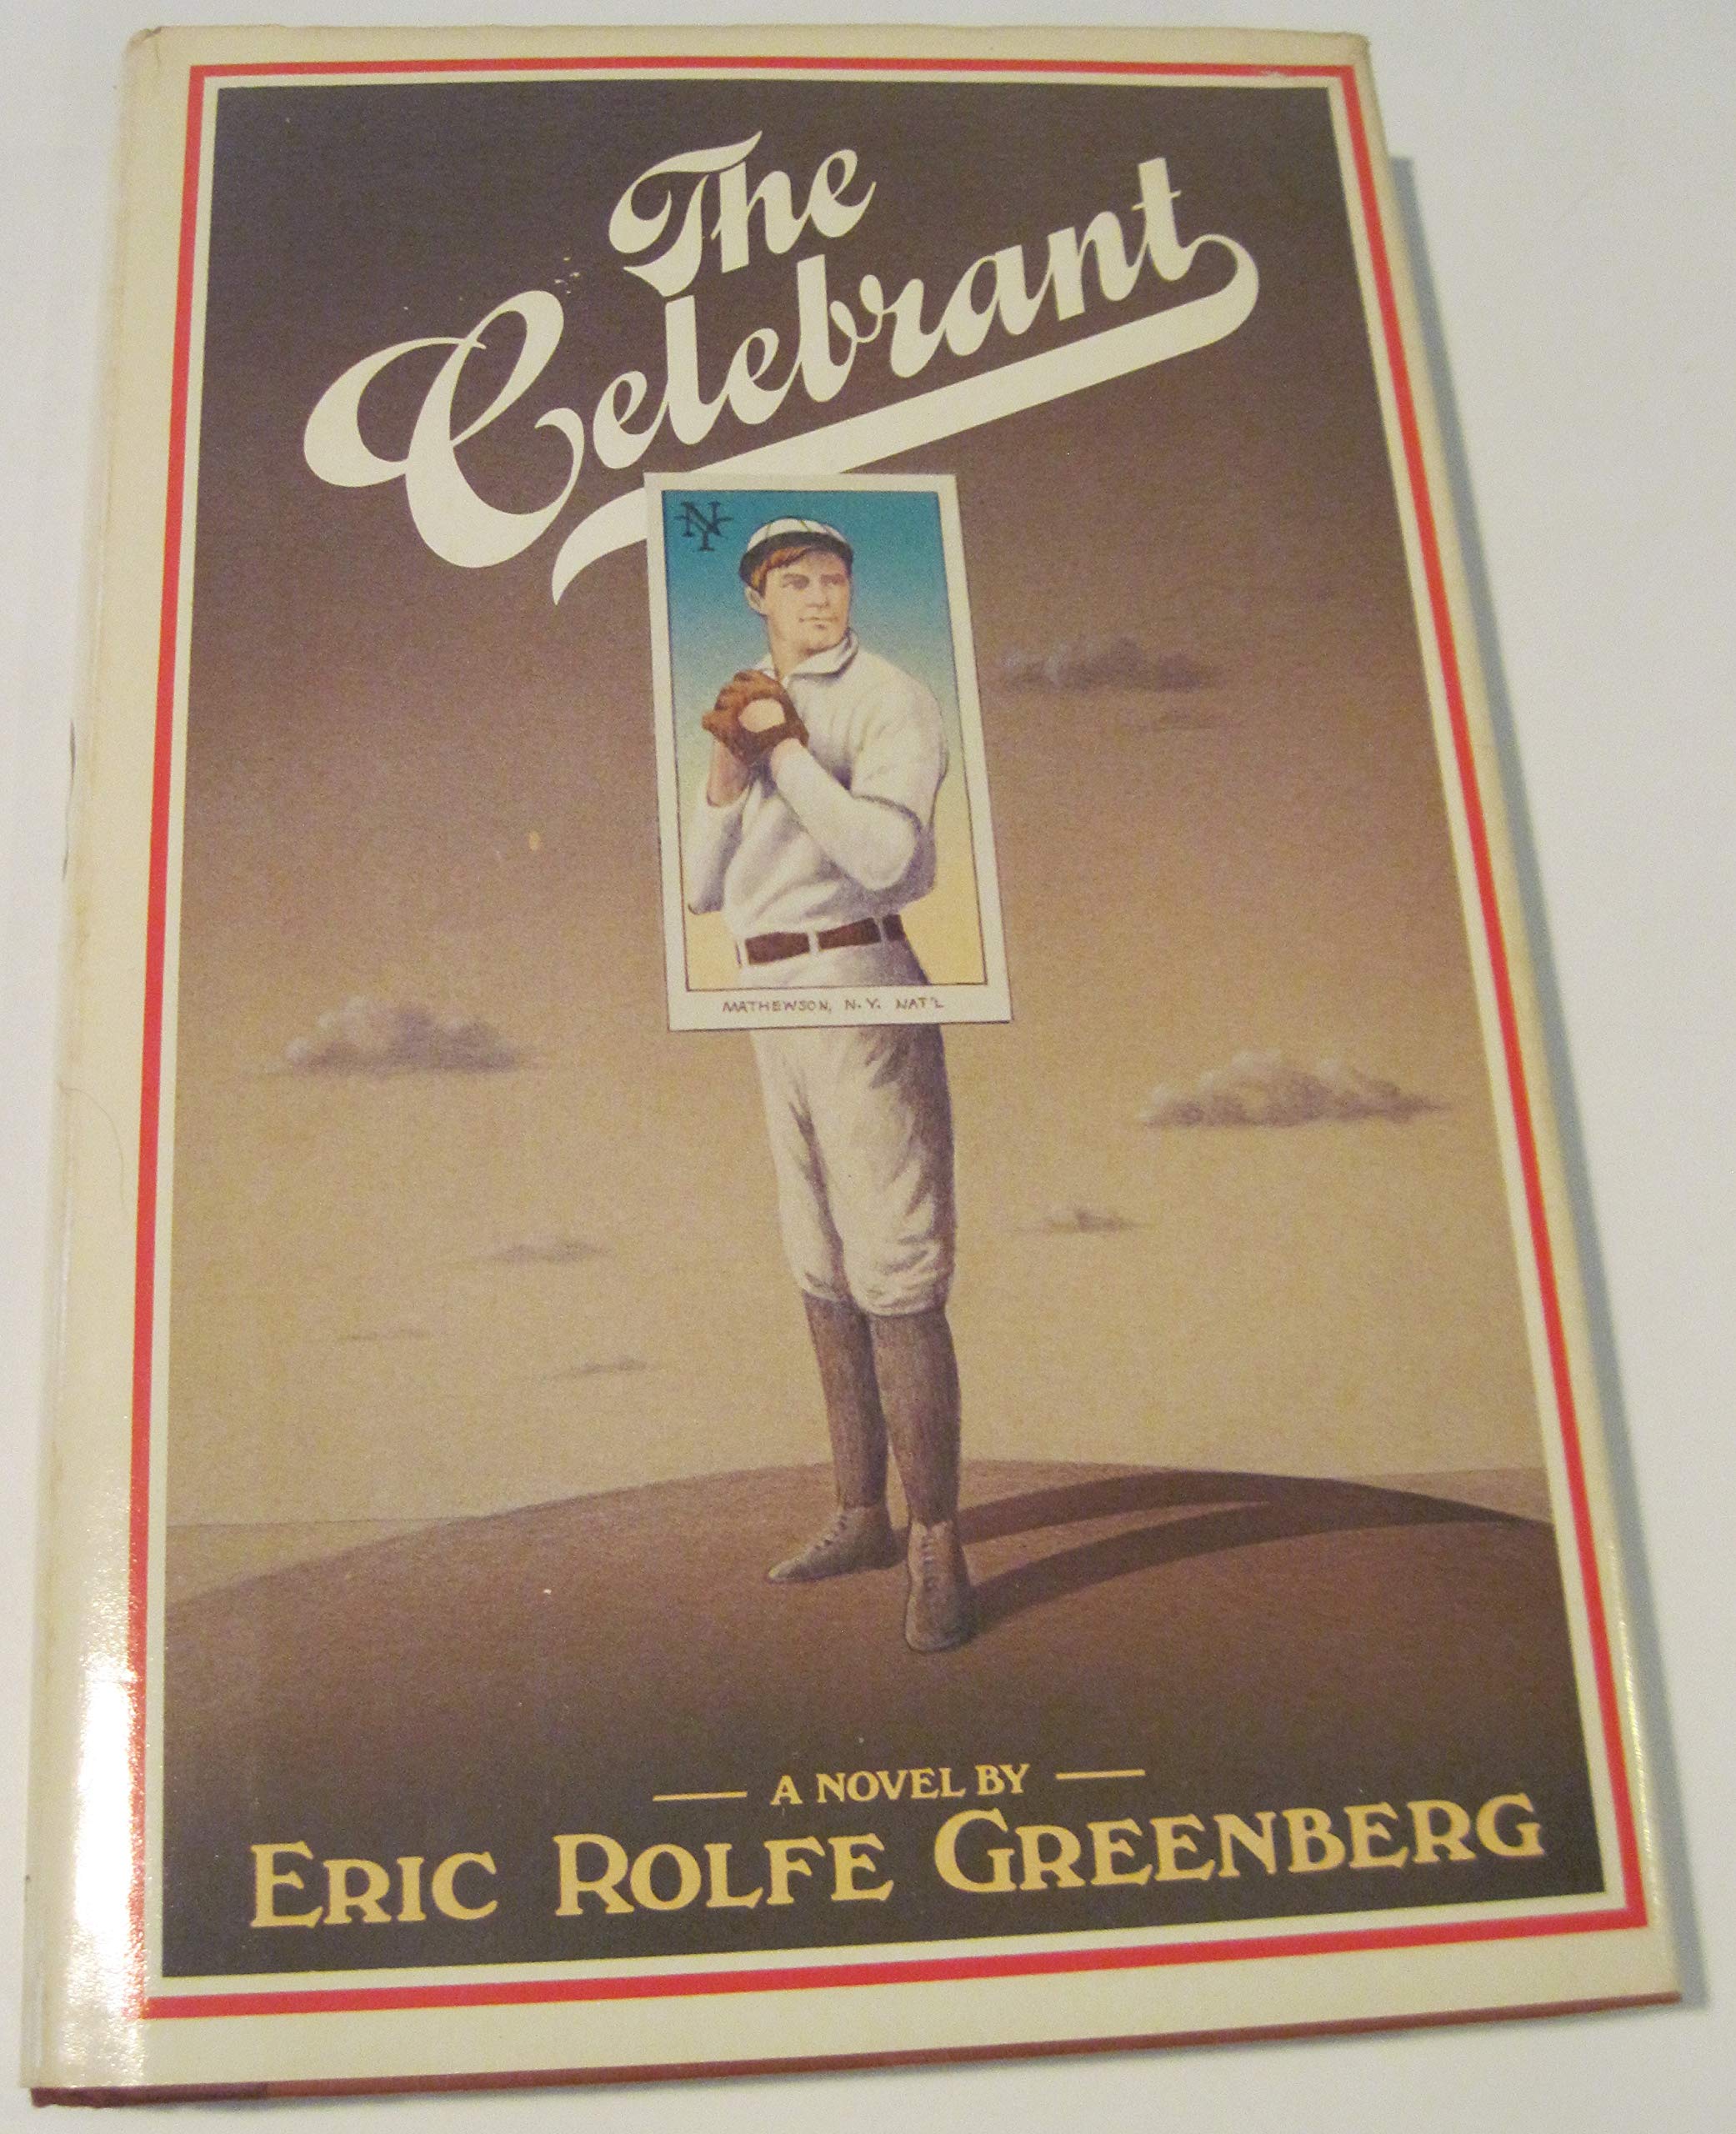 The
Celebrant
NY
MATHEWSON, N.Y. NAT'L
A NOVEL BY
ERIC ROLFE GREENBERG